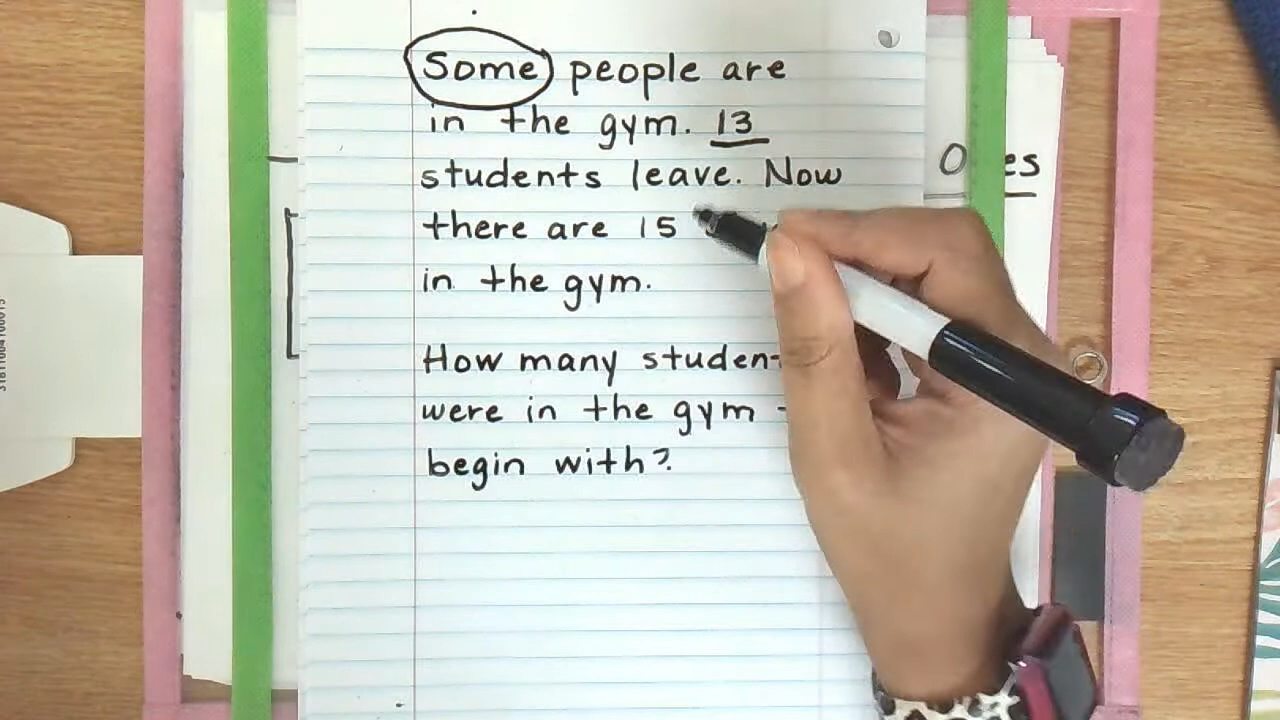 Some people are
in the gym. 13
students leave. Now
there are 15
in the gym.
How many studen
were in the gym
begin with?